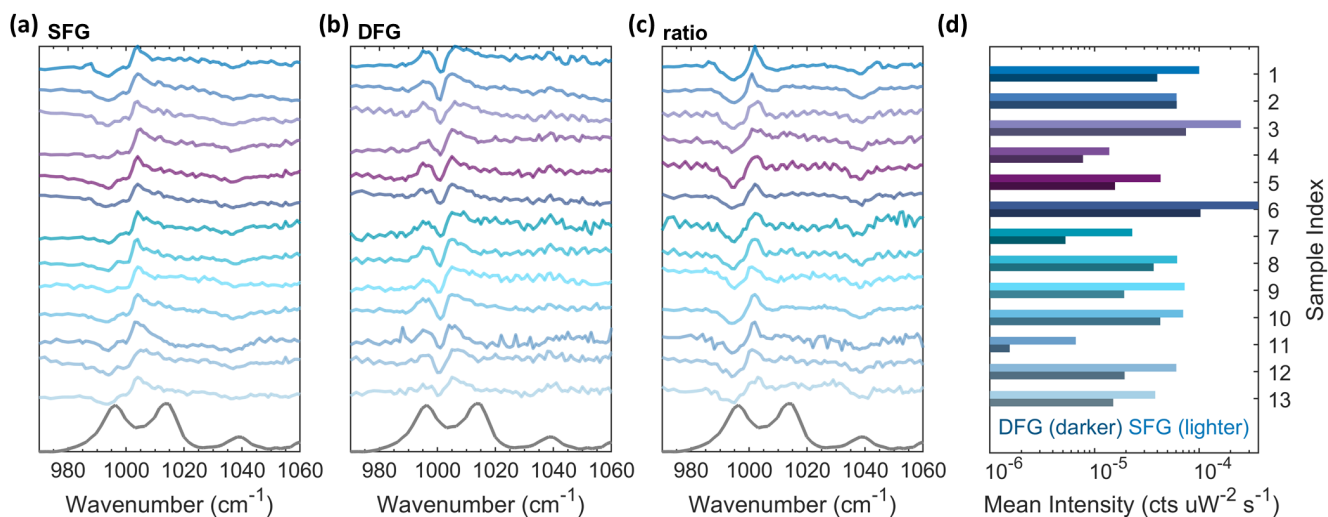 (a) SFG
(b) DFG
(c) ratio
(d)
1
2
3
4
5
6
7
8
9
10
11
12
13
Sample Index
DFG (darker) SFG (lighter)
980 1000 1020 1040 1060
980 1000 1020 1040 1060
980 1000 1020 1040 1060
10⁻⁶ 10⁻⁵ 10⁻⁴
Wavenumber (cm⁻¹)
Wavenumber (cm⁻¹)
Wavenumber (cm⁻¹)
Mean Intensity (cts uW⁻² s⁻¹)